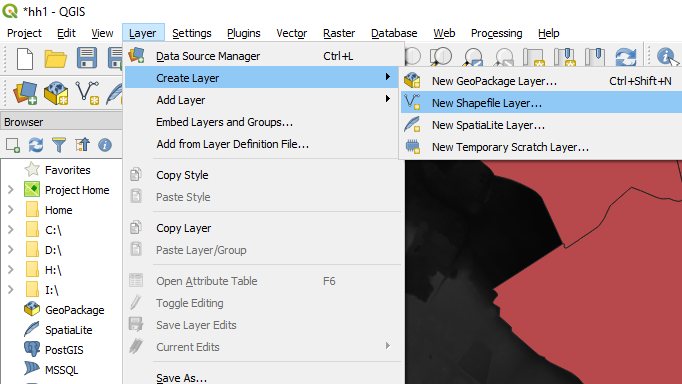 *hh1 - QGIS
Project Edit View Layer Settings Plugins Vector Raster Database Web Processing Help
Data Source Manager Ctrl+L
Create Layer
Add Layer
Embed Layers and Groups...
Add from Layer Definition File...
Copy Style
Paste Style
Copy Layer
Paste Layer/Group
Open Attribute Table F6
Toggle Editing
Save Layer Edits
Current Edits
Save As...
New GeoPackage Layer... Ctrl+Shift+N
New Shapefile Layer...
New SpatiaLite Layer...
New Temporary Scratch Layer...
Browser
Favorites
Project Home
Home
C:\
D:\
H:\
I:\
GeoPackage
SpatiaLite
PostGIS
MSSQL